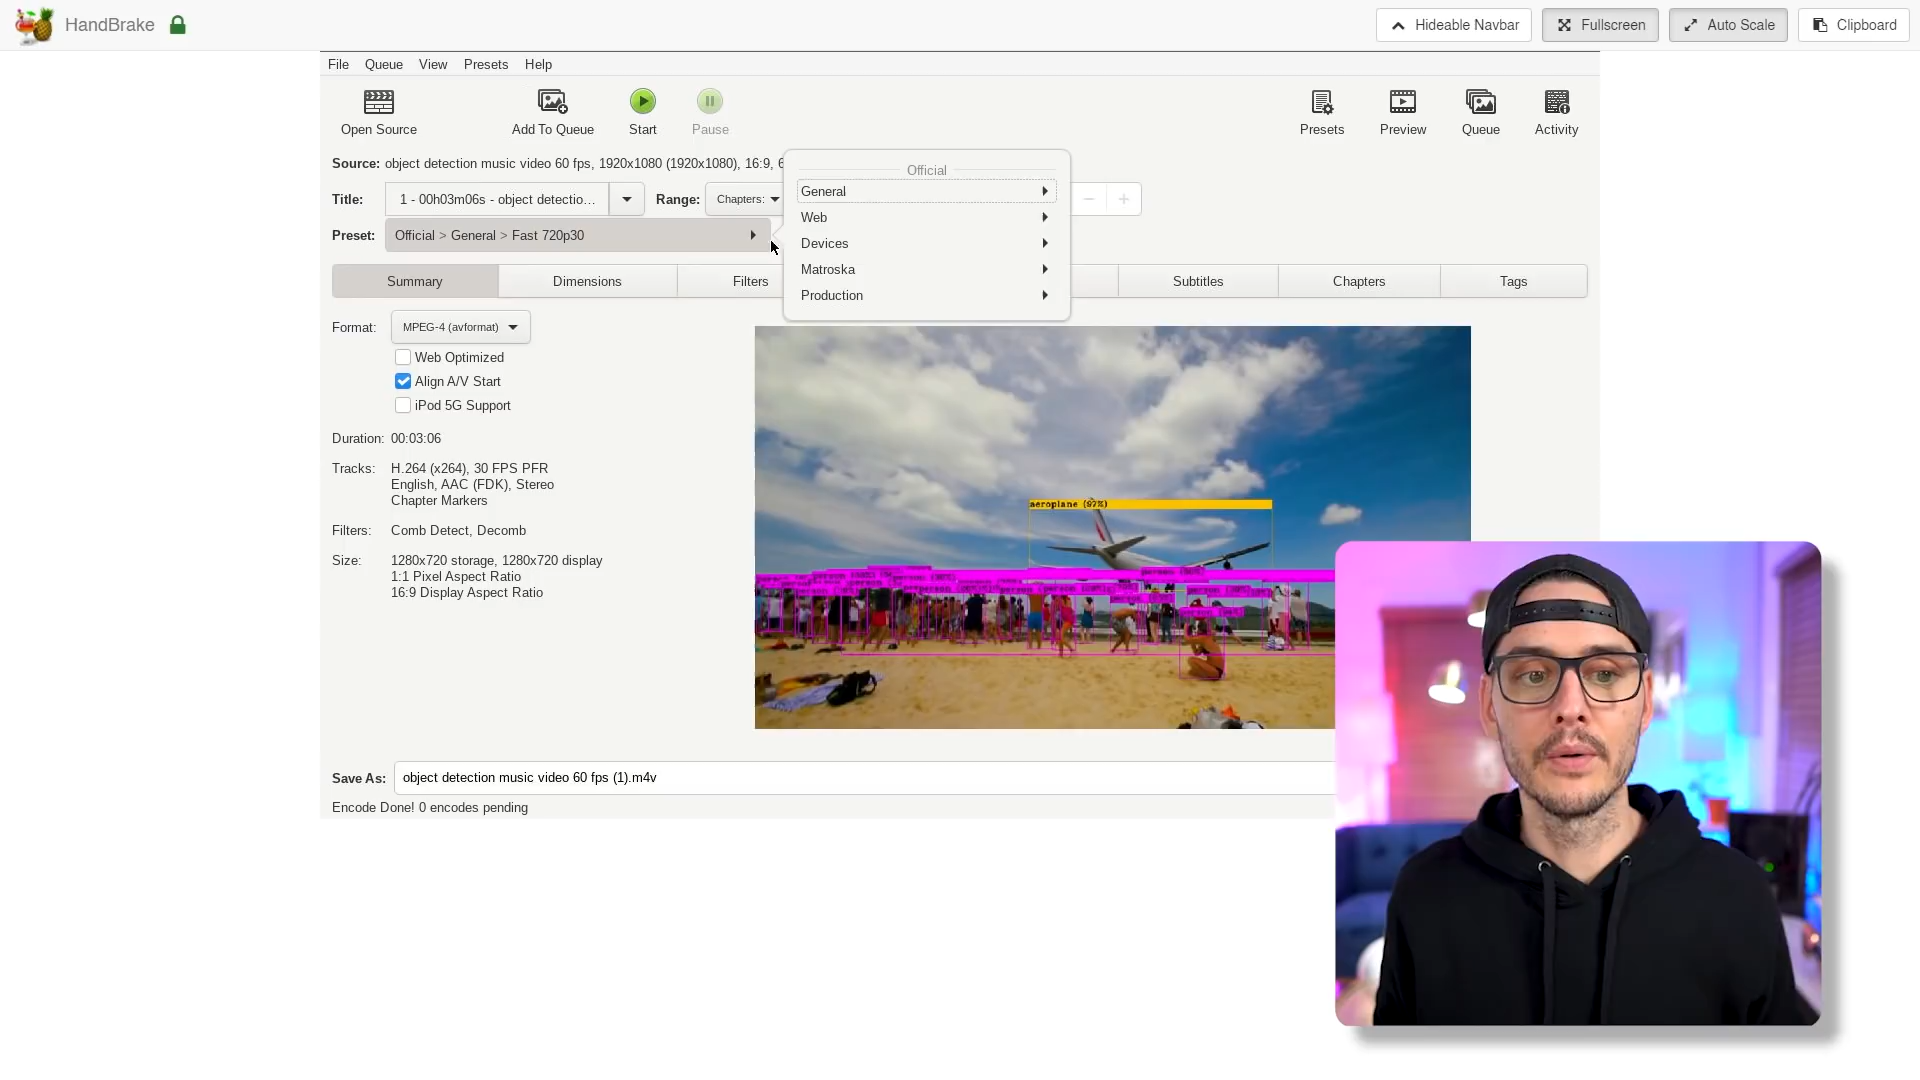 HandBrake
Hideable Navbar
Fullscreen
Auto Scale
Clipboard
File Queue View Presets Help
Open Source
Add To Queue
Start
Pause
Presets
Preview
Queue
Activity
Source: object detection music video 60 fps, 1920x1080 (1920x1080), 16:9, 6
Title: 1 - 00h03m06s - object detectio...
Range: Chapters:
Preset: Official > General > Fast 720p30
Official
General
Web
Devices
Matroska
Production
Summary
Dimensions
Filters
Subtitles
Chapters
Tags
Format: MPEG-4 (avformat)
Web Optimized
Align A/V Start
iPod 5G Support
Duration: 00:03:06
Tracks: H.264 (x264), 30 FPS PFR
English, AAC (FDK), Stereo
Chapter Markers
Filters: Comb Detect, Decomb
Size: 1280x720 storage, 1280x720 display
1:1 Pixel Aspect Ratio
16:9 Display Aspect Ratio
aeroplane
Save As: object detection music video 60 fps (1).m4v
Encode Done! 0 encodes pending